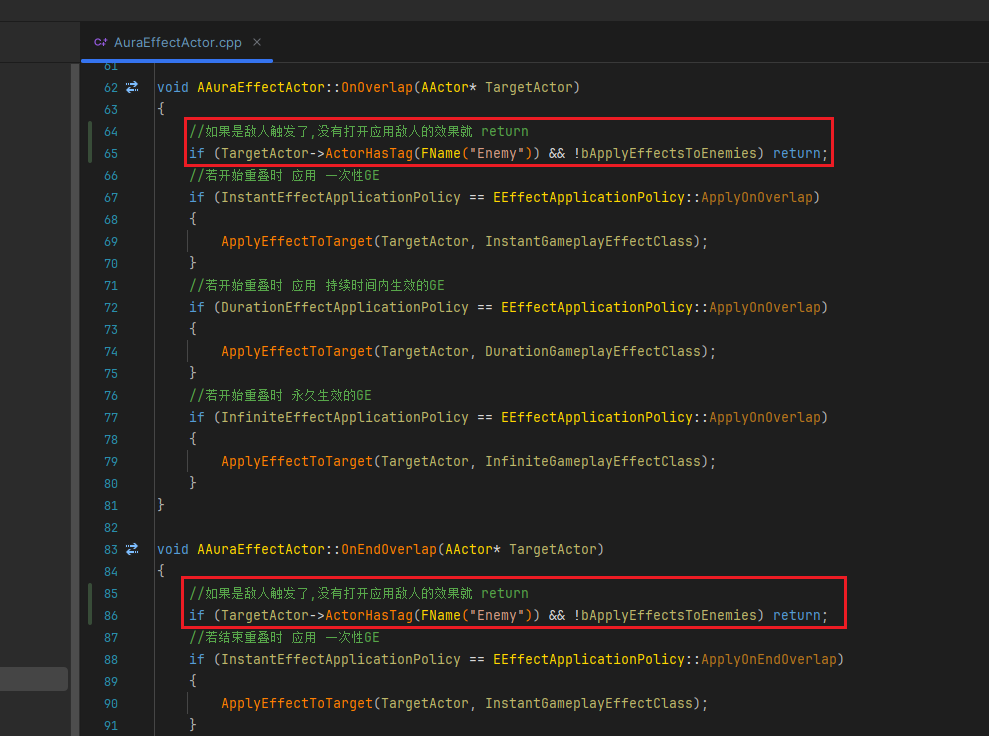 C++ AuraEffectActor.cpp ×
61
62 void AAuraEffectActor::OnOverlap(AActor* TargetActor)
63 {
64 //如果是敌人触发了,没有打开应用敌人的效果就 return
65 if (TargetActor->ActorHasTag(FName("Enemy")) && !bApplyEffectsToEnemies) return;
66 //若开始重叠时 应用 一次性GE
67 if (InstantEffectApplicationPolicy == EEffectApplicationPolicy::ApplyOnOverlap)
68 {
69 ApplyEffectToTarget(TargetActor, InstantGameplayEffectClass);
70 }
71 //若开始重叠时 应用 持续时间内生效的GE
72 if (DurationEffectApplicationPolicy == EEffectApplicationPolicy::ApplyOnOverlap)
73 {
74 ApplyEffectToTarget(TargetActor, DurationGameplayEffectClass);
75 }
76 //若开始重叠时 永久生效的GE
77 if (InfiniteEffectApplicationPolicy == EEffectApplicationPolicy::ApplyOnOverlap)
78 {
79 ApplyEffectToTarget(TargetActor, InfiniteGameplayEffectClass);
80 }
81 }
82
83 void AAuraEffectActor::OnEndOverlap(AActor* TargetActor)
84 {
85 //如果是敌人触发了,没有打开应用敌人的效果就 return
86 if (TargetActor->ActorHasTag(FName("Enemy")) && !bApplyEffectsToEnemies) return;
87 //若结束重叠时 应用 一次性GE
88 if (InstantEffectApplicationPolicy == EEffectApplicationPolicy::ApplyOnEndOverlap)
89 {
90 ApplyEffectToTarget(TargetActor, InstantGameplayEffectClass);
91 }